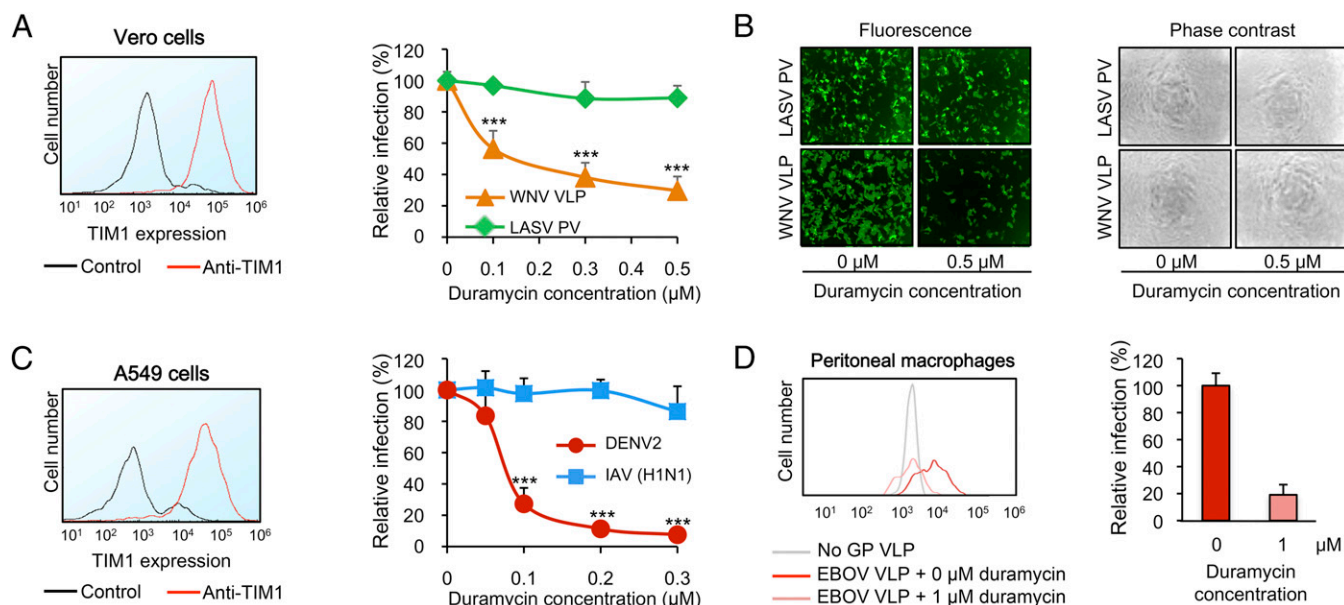 A
Vero cells
Cell number
10¹ 10³ 10⁴ 10⁵ 10⁶
TIM1 expression
Control Anti-TIM1
Relative infection (%)
120
100
80
60
40
20
0
***
***
***
WNV VLP
LASV PV
0 0.1 0.2 0.3 0.4 0.5
Duramycin concentration (µM)
B
Fluorescence
LASV PV
WNV VLP
0 µM 0.5 µM
Duramycin concentration
Phase contrast
LASV PV
WNV VLP
0 µM 0.5 µM
Duramycin concentration
C
A549 cells
Cell number
10¹ 10³ 10⁴ 10⁵ 10⁶
TIM1 expression
Control Anti-TIM1
Relative infection (%)
120
100
80
60
40
20
0
DENV2
IAV (H1N1)
***
***
***
0 0.1 0.2 0.3
Duramycin concentration (µM)
D
Peritoneal macrophages
Cell number
10¹ 10³ 10⁴ 10⁵ 10⁶
No GP VLP
EBOV VLP + 0 µM duramycin
EBOV VLP + 1 µM duramycin
Relative infection (%)
120
100
80
60
40
20
0
0 1 µM
Duramycin
concentration